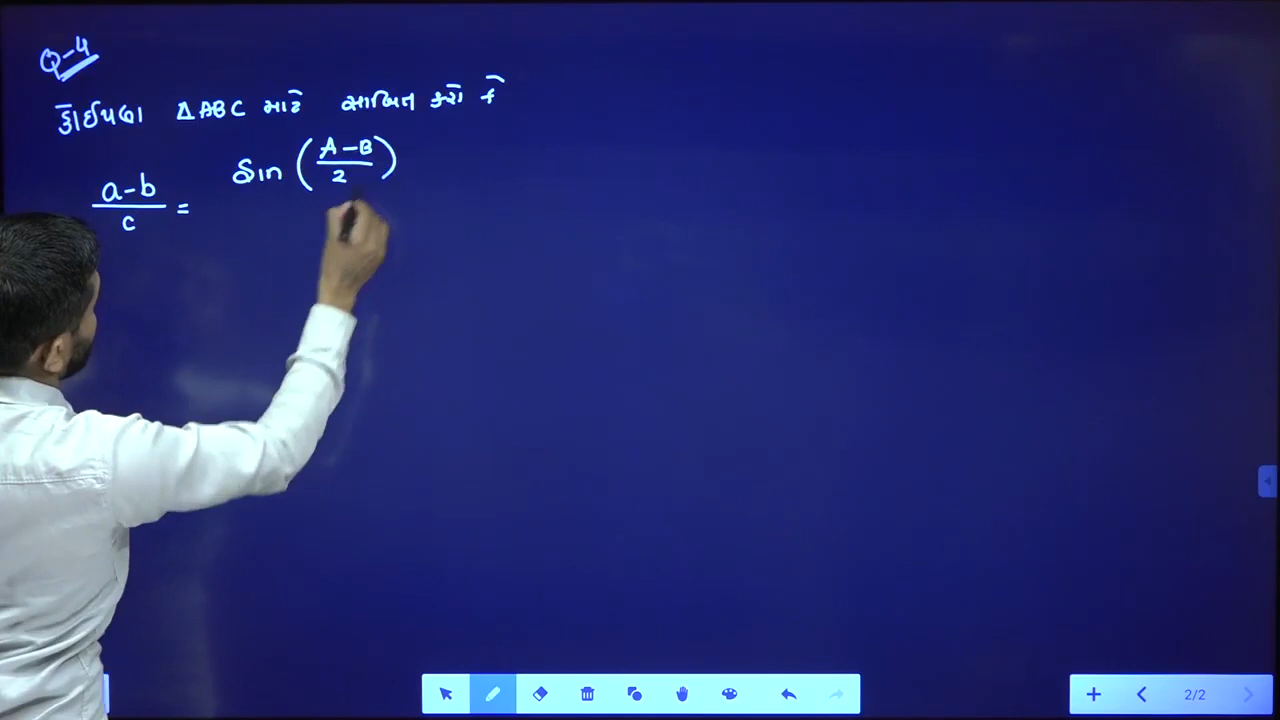 Q-4
કોઈપણ ΔABC માટે સાબિત કરો કે
a-b/c = sin (A-B/2)
2/2